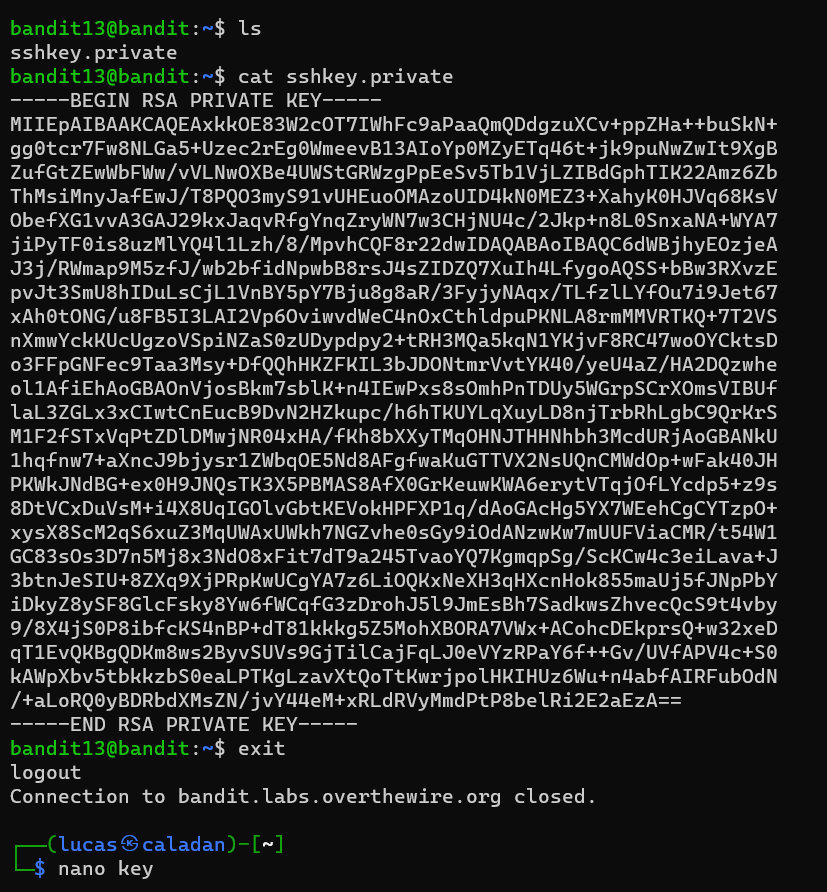 bandit13@bandit:~$ ls
sshkey.private
bandit13@bandit:~$ cat sshkey.private
-----BEGIN RSA PRIVATE KEY-----
MIIEpAIBAAKCAQEAxkkOE83W2cOT7IWhFc9aPaaQmQDdgzuXCv+ppZHa++buSkN+
gg0tcr7Fw8NLGa5+Uzec2rEg0WmeevB13AIoYp0MZyETq46t+jk9puNwZwIt9XgB
ZufGtZEwWbFWw/vVLNwOXBe4UWStGRWzgPpEeSv5Tb1VjLZIBdGphTIK22Amz6Zb
ThMsiMnyJafEwJ/T8PQO3myS91vUHEuoOMAzoUID4kN0MEZ3+XahyK0HJVq68KsV
ObefXG1vvA3GAJ29kxJaqvRfgYnqZryWN7w3CHjNU4c/2Jkp+n8L0SnxaNA+WYA7
jiPyTF0is8uzMlYQ4l1Lzh/8/MpvhCQF8r22dwIDAQABAoIBAQC6dWBjhyEOzjeA
J3j/RWmap9M5zfJ/wb2bfidNpwbB8rsJ4sZIDZQ7XuIh4LfygoAQSS+bBw3RXvzE
pvJt3SmU8hIDuLsCjL1VnBY5pY7Bju8g8aR/3FyjyNAqx/TLfzlLYfOu7i9Jet67
xAh0tONG/u8FB5I3LAI2Vp6OviwvdWeC4nOxCthldpuPKNLA8rmMMVRTKQ+7T2VS
nXmwYckKUcUgzoVSpiNZaS0zUDypdpy2+tRH3MQa5kqN1YKjvF8RC47woOYCktsD
o3FFpGNFec9Taa3Msy+DfQQhHKZFKIL3bJDONtmrVvtYK40/yeU4aZ/HA2DQzwhe
ol1AfiEhAoGBAOnVjosBkm7sblK+n4IEwPxs8sOmhPnTDUy5WGrpSCrXOmsVIBUf
laL3ZGLx3xCIwtCnEucB9DvN2HZkupc/h6hTKUYLqXuyLD8njTrbRhLgbC9QrKrS
M1F2fSTxVqPtZDlDMwjNR04xHA/fKh8bXXyTMqOHNJTHHNhbh3McdURjAoGBANkU
1hqfnw7+aXncJ9bjysr1ZWbqOE5Nd8AFgfwaKuGTTVX2NsUQnCMWdOp+wFak40JH
PKWkJNdBG+ex0H9JNQsTK3X5PBMAS8AfX0GrKeuwKWA6erytVTqjOfLYcdp5+z9s
8DtVCxDuVsM+i4X8UqIGOlvGbtKEVokHPFXP1q/dAoGAcHg5YX7WEehCgCYTzpO+
xysX8ScM2qS6xuZ3MqUWAxUWkh7NGZvhe0sGy9iOdANzwKw7mUUFViaCMR/t54W1
GC83sOs3D7n5Mj8x3NdO8xFit7dT9a245TvaoYQ7KgmqpSg/ScKCw4c3eiLava+J
3btnJeSIU+8ZXq9XjPRpKwUCgYA7z6LiOQKxNeXH3qHXcnHok855maUj5fJNpPbY
iDkyZ8ySF8GlcFsky8Yw6fWCqfG3zDrohJ5l9JmEsBh7SadkwsZhvecQcS9t4vby
9/8X4jS0P8ibfcKS4nBP+dT81kkkg5Z5MohXBORA7VWx+ACohcDEkprsQ+w32xeD
qT1EvQKBgQDKm8ws2ByvSUVs9GjTilCajFqLJ0eVYzRPaY6f++Gv/UVfAPV4c+S0
kAWpXbv5tbkkzbS0eaLPTKgLzavXtQoTtKwrjpolHKIHUz6Wu+n4abfAIRFubOdN
/+aLoRQ0yBDRbdXMsZN/jvY44eM+xRLdRVyMmdPtP8belRi2E2aEzA==
-----END RSA PRIVATE KEY-----
bandit13@bandit:~$ exit
logout
Connection to bandit.labs.overthewire.org closed.
┌──(lucas㉿caladan)-[~]
└─$ nano key